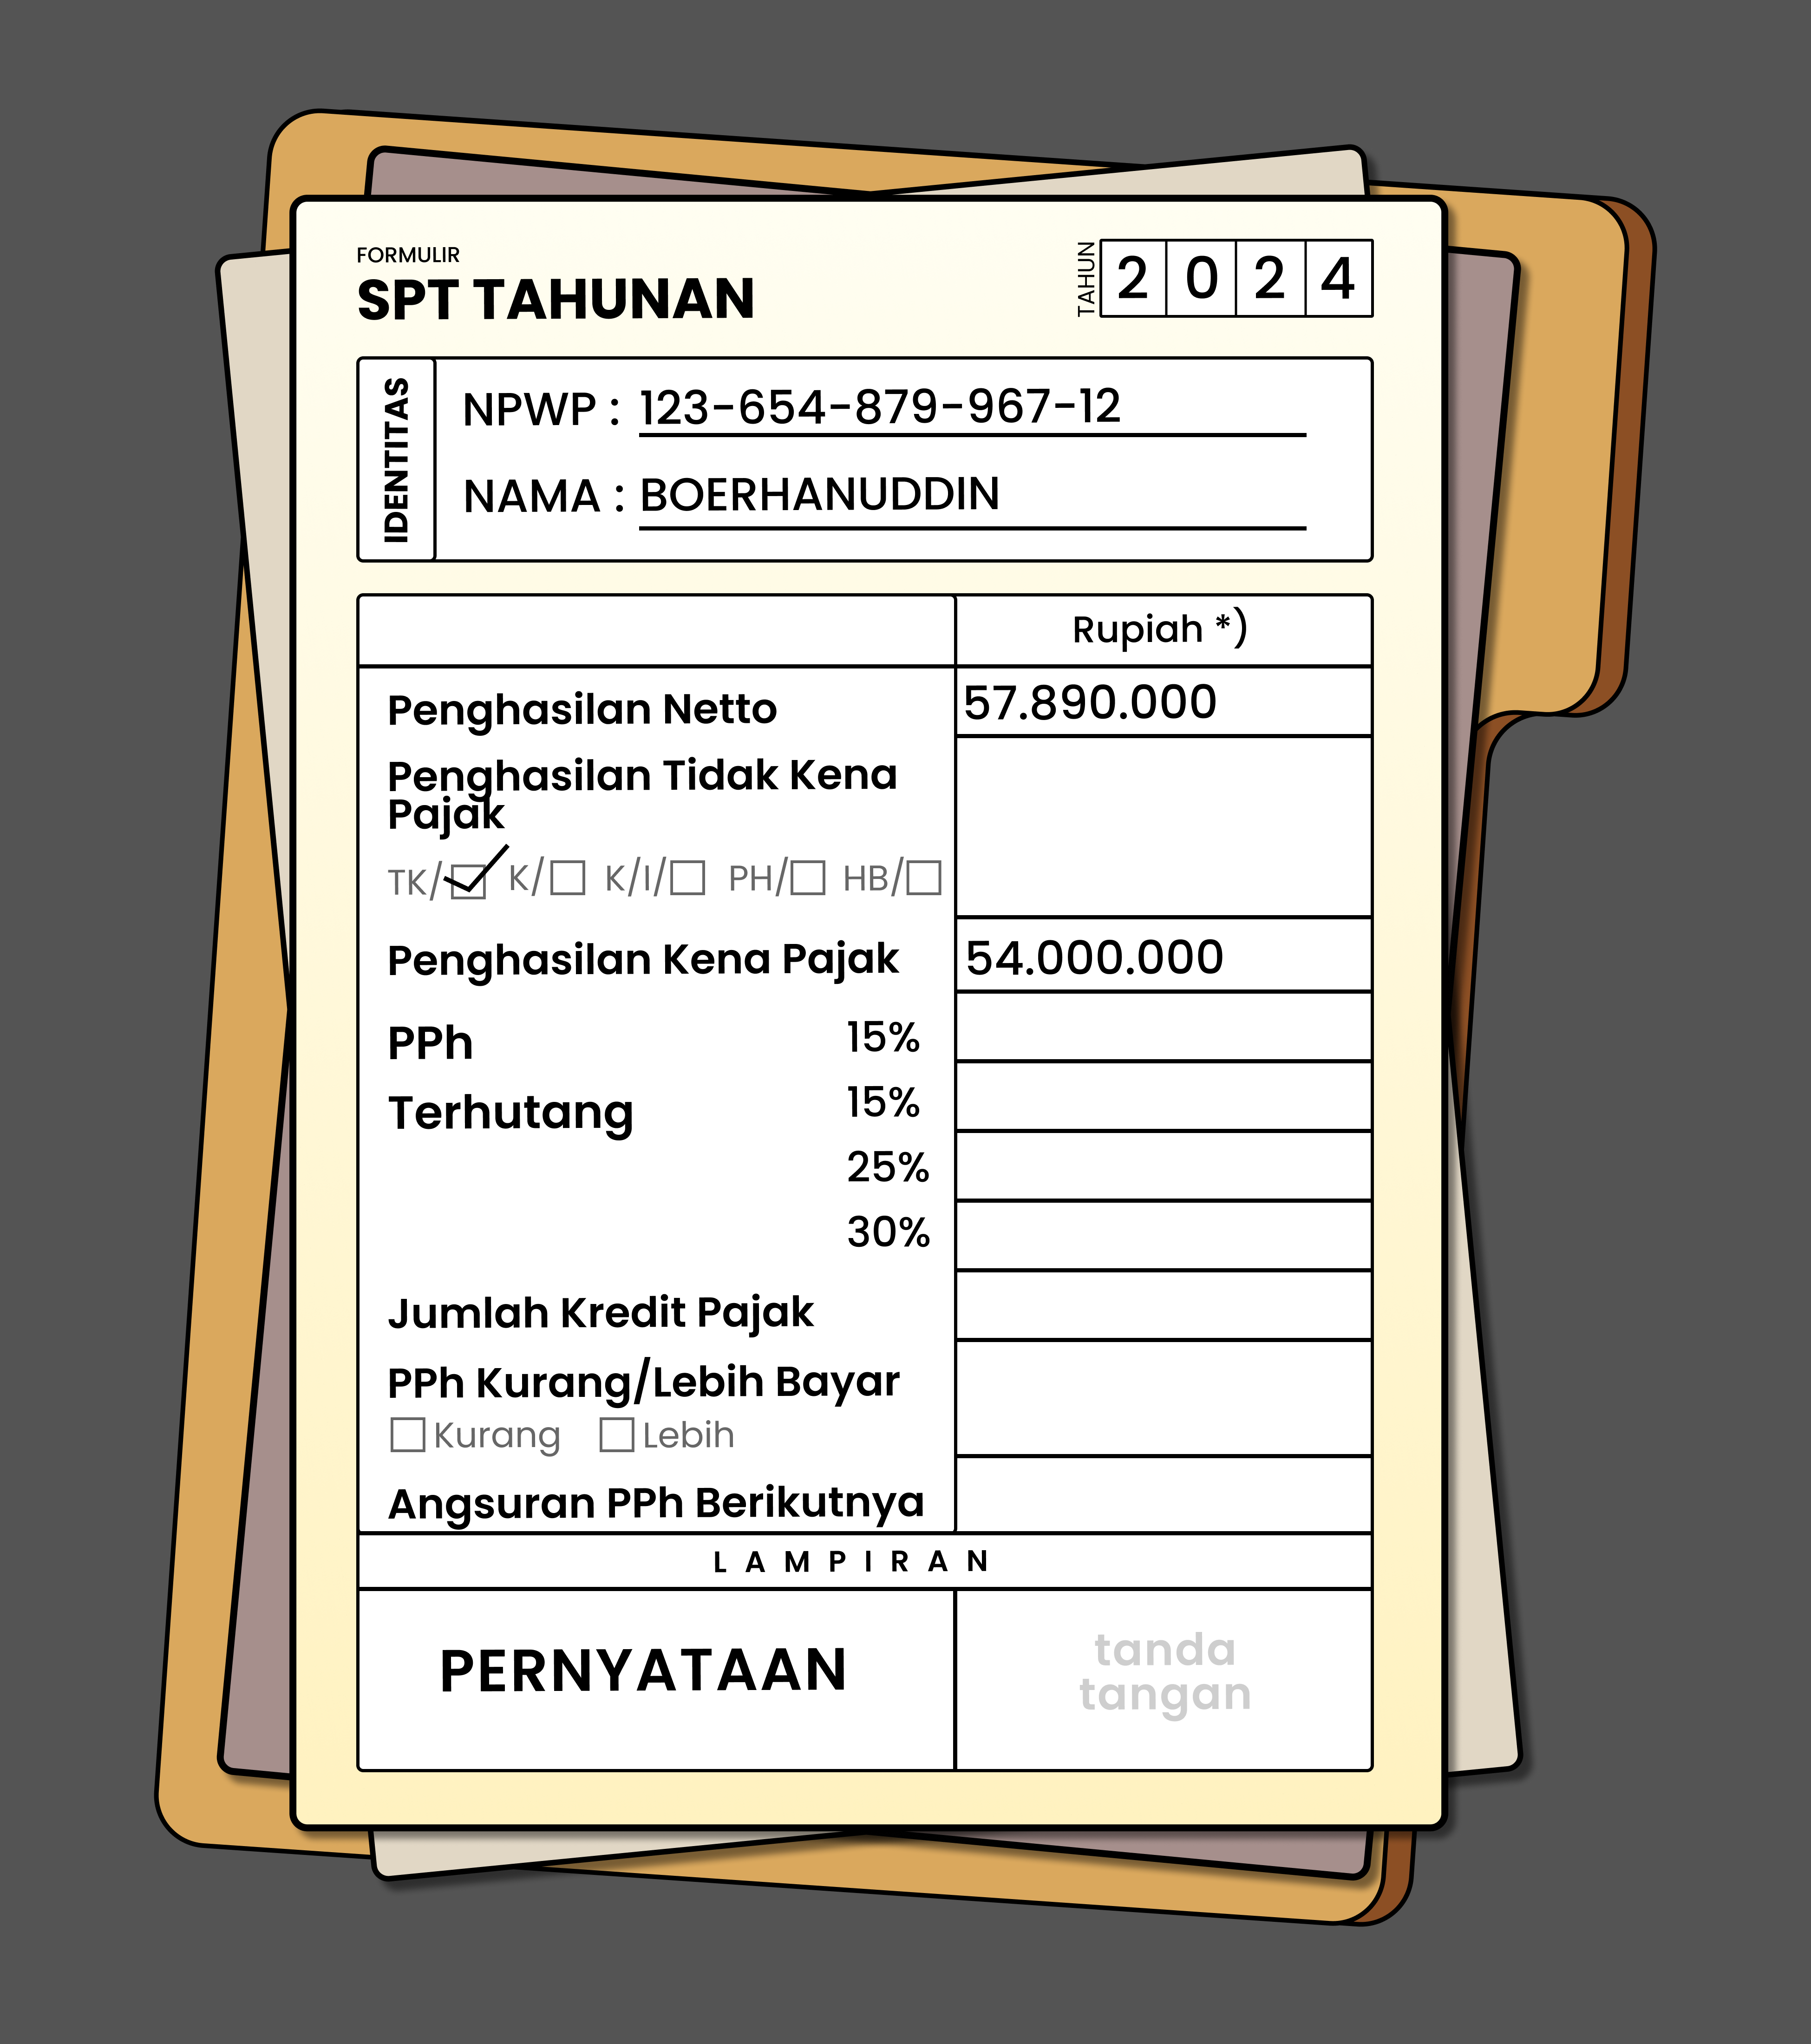 FORMULIR
SPT TAHUNAN
TAHUN 2 0 2 4
IDENTITAS
NPWP : 123-654-879-967-12
NAMA : BOERHANUDDIN
Rupiah *)
Penghasilan Netto 57.890.000
Penghasilan Tidak Kena
Pajak
TK/ K/ K/I/ PH/ HB/
Penghasilan Kena Pajak 54.000.000
PPh 15%
Terhutang 15%
25%
30%
Jumlah Kredit Pajak
PPh Kurang/Lebih Bayar
Kurang Lebih
Angsuran PPh Berikutnya
LAMPIRAN
PERNYATAAN
tanda
tangan